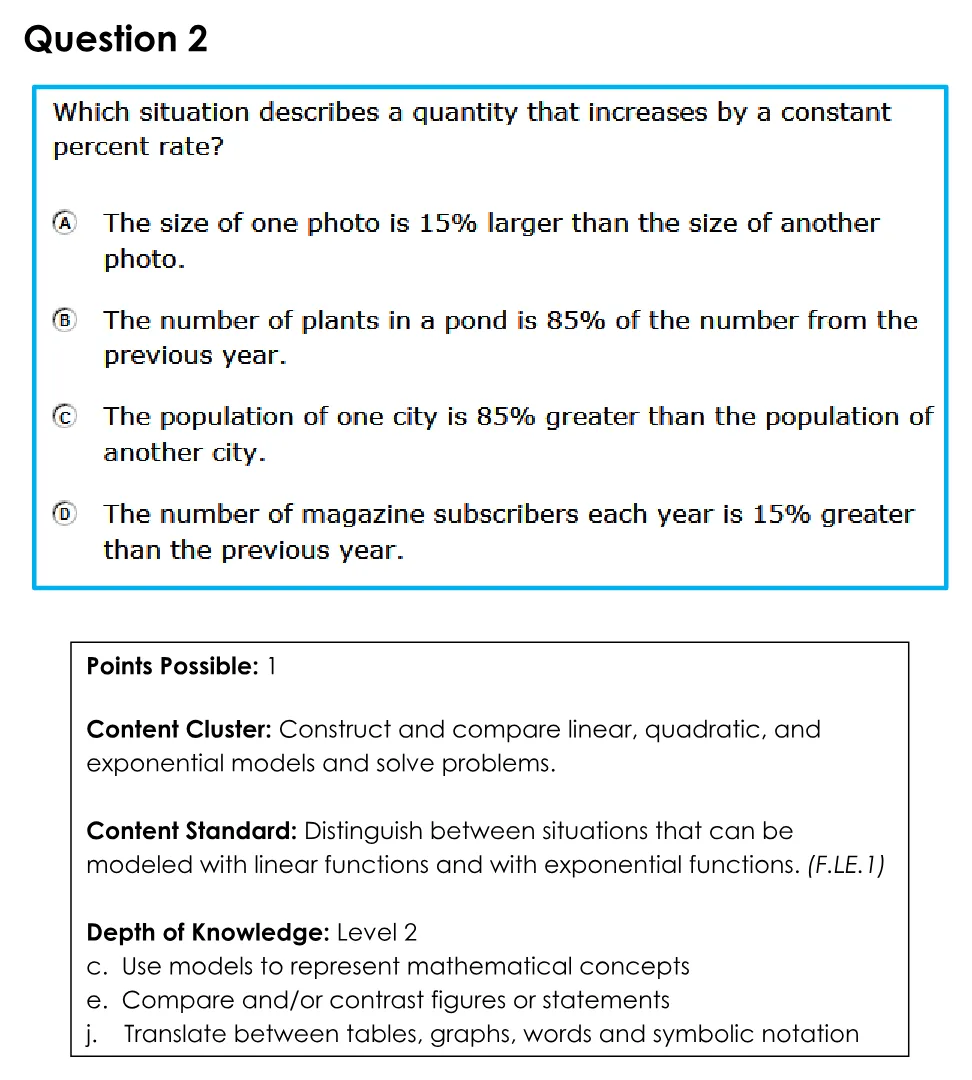 Question 2
Which situation describes a quantity that increases by a constant
percent rate?
A The size of one photo is 15% larger than the size of another
photo.
B The number of plants in a pond is 85% of the number from the
previous year.
C The population of one city is 85% greater than the population of
another city.
D The number of magazine subscribers each year is 15% greater
than the previous year.
Points Possible: 1
Content Cluster: Construct and compare linear, quadratic, and
exponential models and solve problems.
Content Standard: Distinguish between situations that can be
modeled with linear functions and with exponential functions. (F.LE.1)
Depth of Knowledge: Level 2
c. Use models to represent mathematical concepts
e. Compare and/or contrast figures or statements
j. Translate between tables, graphs, words and symbolic notation